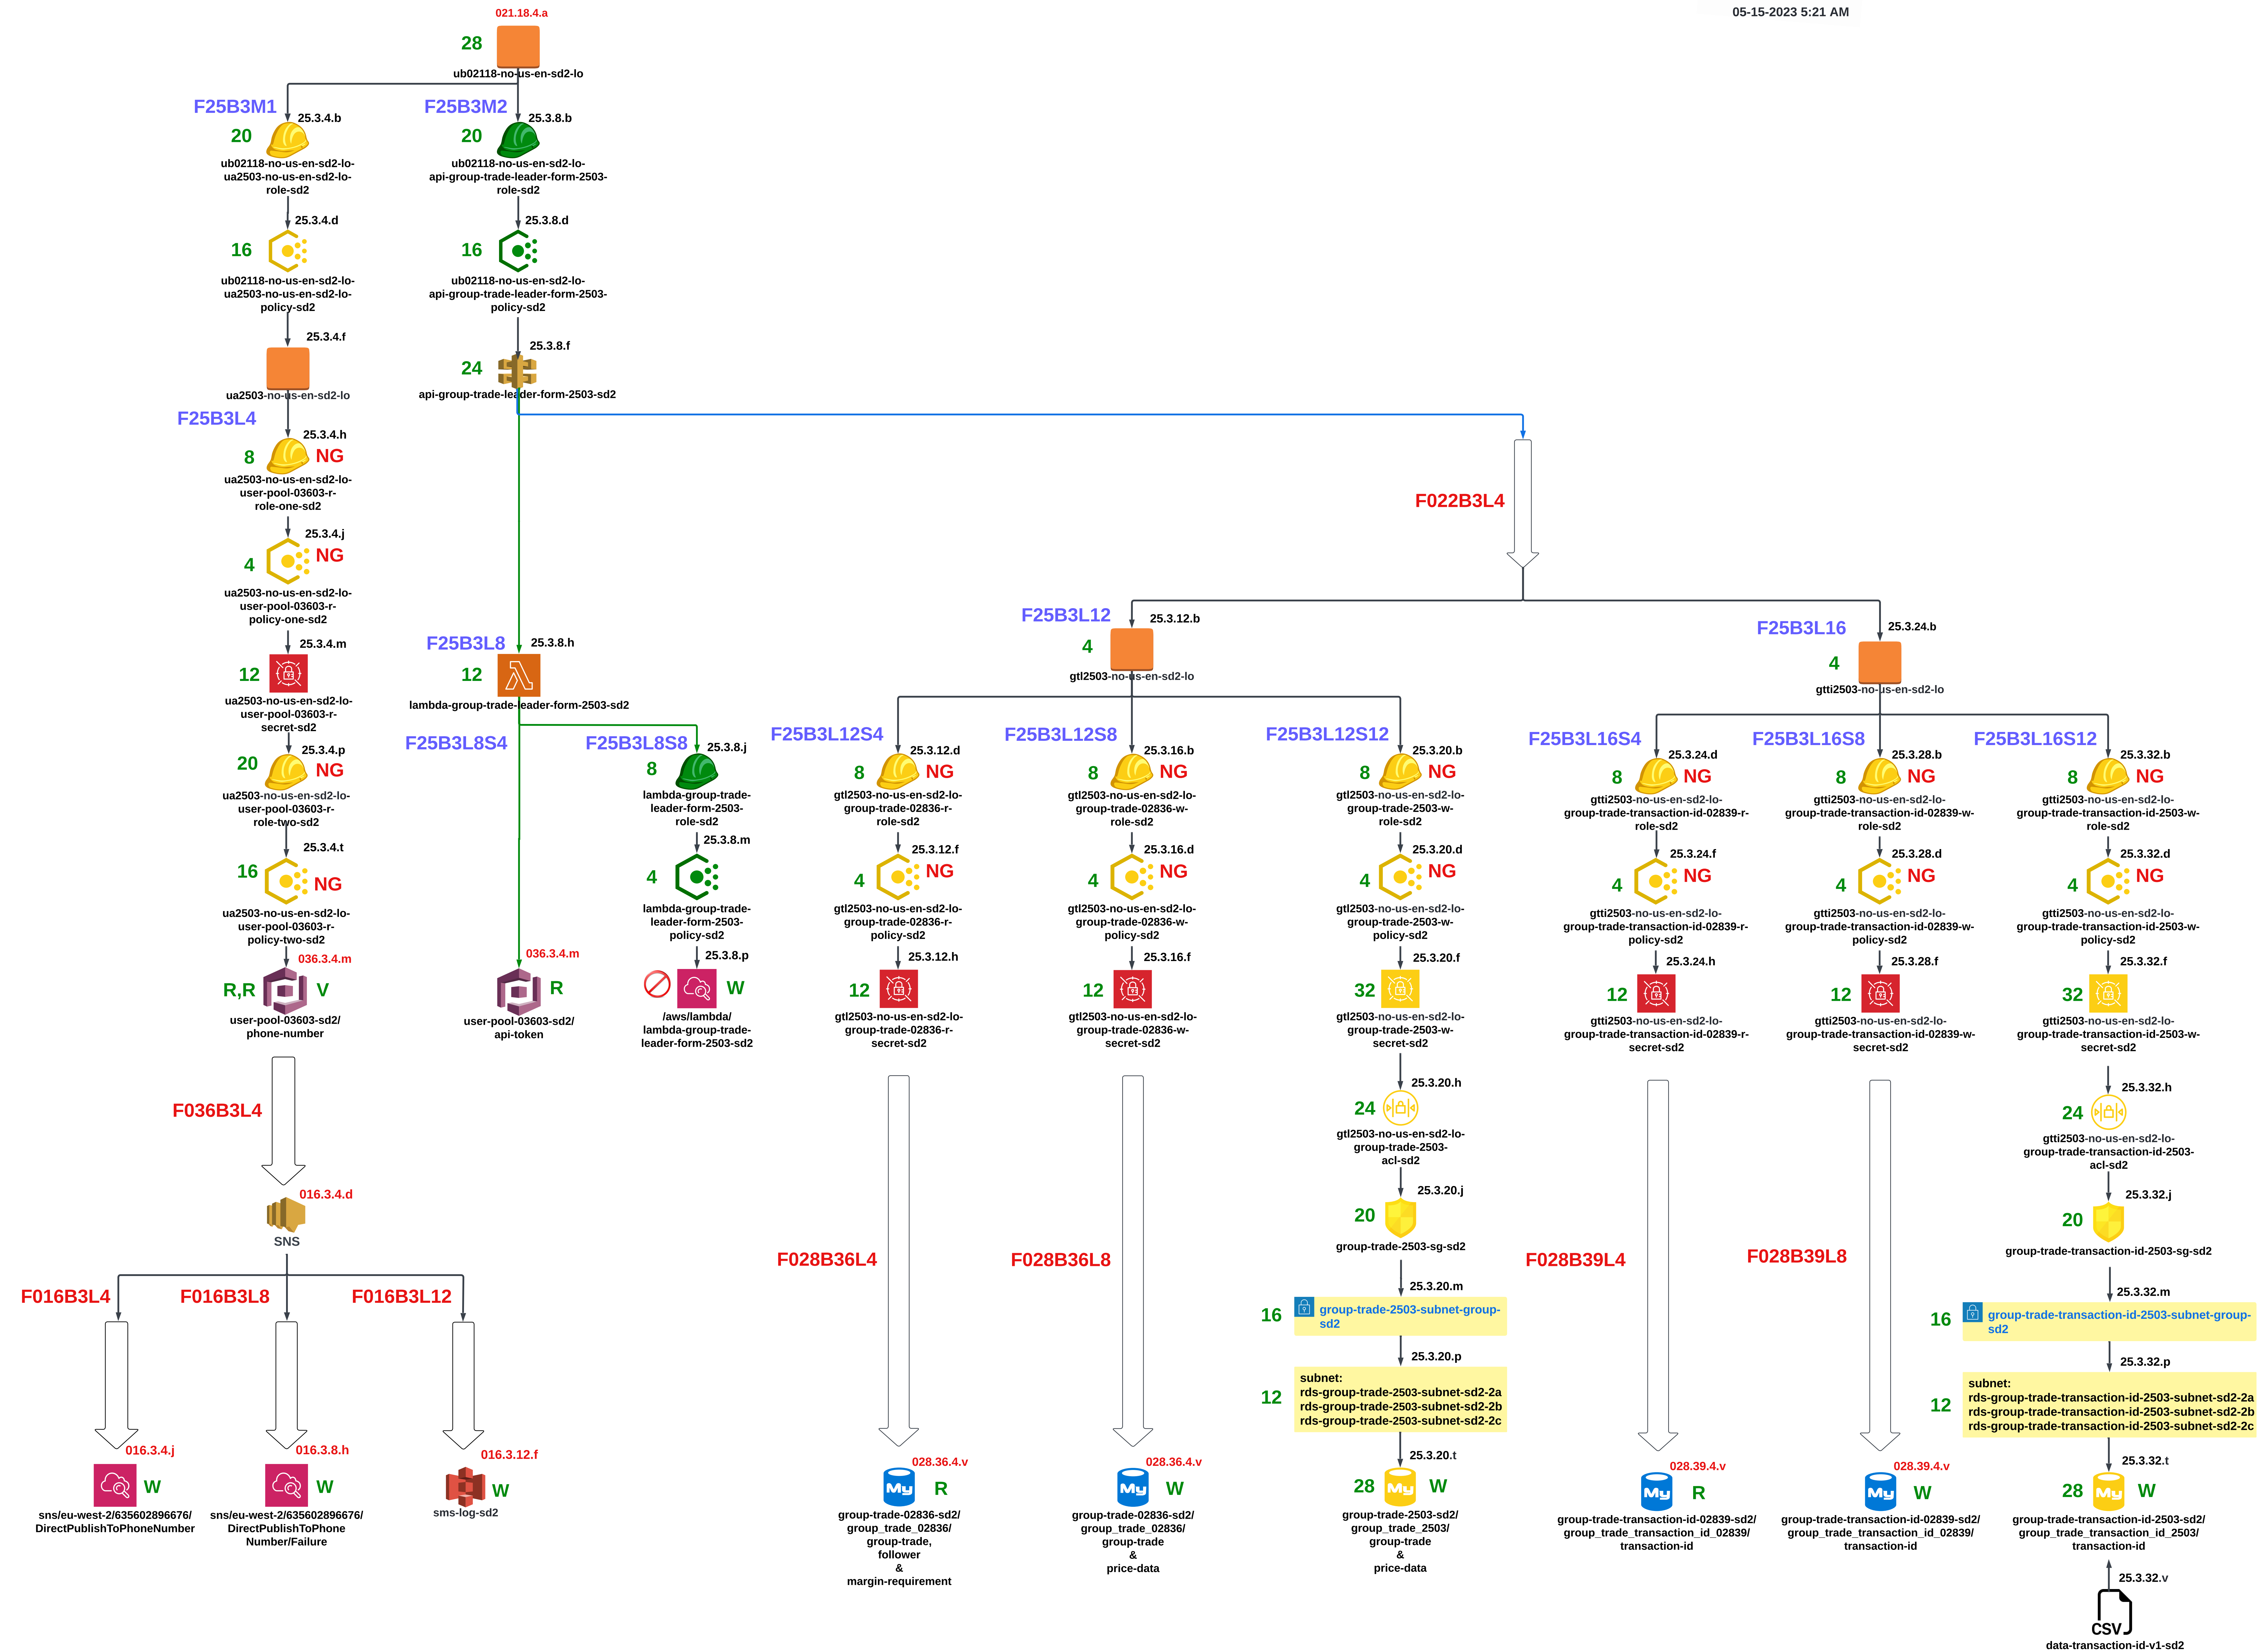 021.18.4.a
05-15-2023 5:21 AM
28
ub02118-no-us-en-sd2-lo
F25B3M1
25.3.4.b
20
ub02118-no-us-en-sd2-lo-
ua2503-no-us-en-sd2-lo-
role-sd2
25.3.4.d
16
ub02118-no-us-en-sd2-lo-
ua2503-no-us-en-sd2-lo-
policy-sd2
25.3.4.f
ua2503-no-us-en-sd2-lo
F25B3L4
25.3.4.h
8
NG
ua2503-no-us-en-sd2-lo-
user-pool-03603-r-
role-one-sd2
25.3.4.j
NG
4
ua2503-no-us-en-sd2-lo-
user-pool-03603-r-
policy-one-sd2
25.3.4.m
12
ua2503-no-us-en-sd2-lo-
user-pool-03603-r-
secret-sd2
25.3.4.p
20
NG
ua2503-no-us-en-sd2-lo-
user-pool-03603-r-
role-two-sd2
25.3.4.t
16
NG
ua2503-no-us-en-sd2-lo-
user-pool-03603-r-
policy-two-sd2
036.3.4.m
R,R
V
user-pool-03603-sd2/
phone-number
F036B3L4
016.3.4.d
SNS
F016B3L4
F016B3L8
F016B3L12
016.3.4.j
W
sns/eu-west-2/635602896676/
DirectPublishToPhoneNumber
016.3.8.h
W
sns/eu-west-2/635602896676/
DirectPublishToPhone
Number/Failure
016.3.12.f
W
sms-log-sd2
F25B3M2
25.3.8.b
20
ub02118-no-us-en-sd2-lo-
api-group-trade-leader-form-2503-
role-sd2
25.3.8.d
16
ub02118-no-us-en-sd2-lo-
api-group-trade-leader-form-2503-
policy-sd2
25.3.8.f
24
api-group-trade-leader-form-2503-sd2
F25B3L8
25.3.8.h
12
lambda-group-trade-leader-form-2503-sd2
F25B3L8S4
036.3.4.m
R
user-pool-03603-sd2/
api-token
F25B3L8S8
25.3.8.j
8
lambda-group-trade-
leader-form-2503-
role-sd2
25.3.8.m
4
lambda-group-trade-
leader-form-2503-
policy-sd2
25.3.8.p
W
/aws/lambda/
lambda-group-trade-
leader-form-2503-sd2
F022B3L4
F25B3L12
25.3.12.b
4
gtl2503-no-us-en-sd2-lo
F25B3L12S4
25.3.12.d
8
NG
gtl2503-no-us-en-sd2-lo-
group-trade-02836-r-
role-sd2
25.3.12.f
NG
4
gtl2503-no-us-en-sd2-lo-
group-trade-02836-r-
policy-sd2
25.3.12.h
12
gtl2503-no-us-en-sd2-lo-
group-trade-02836-r-
secret-sd2
F028B36L4
028.36.4.v
R
group-trade-02836-sd2/
group_trade_02836/
group-trade,
follower
&
margin-requirement
F25B3L12S8
25.3.16.b
8
NG
gtl2503-no-us-en-sd2-lo-
group-trade-02836-w-
role-sd2
25.3.16.d
NG
4
gtl2503-no-us-en-sd2-lo-
group-trade-02836-w-
policy-sd2
25.3.16.f
12
gtl2503-no-us-en-sd2-lo-
group-trade-02836-w-
secret-sd2
F028B36L8
028.36.4.v
W
group-trade-02836-sd2/
group_trade_02836/
group-trade
&
price-data
F25B3L12S12
25.3.20.b
8
NG
gtl2503-no-us-en-sd2-lo-
group-trade-2503-w-
role-sd2
25.3.20.d
NG
4
gtl2503-no-us-en-sd2-lo-
group-trade-2503-w-
policy-sd2
25.3.20.f
32
gtl2503-no-us-en-sd2-lo-
group-trade-2503-w-
secret-sd2
25.3.20.h
24
gtl2503-no-us-en-sd2-lo-
group-trade-2503-
acl-sd2
25.3.20.j
20
group-trade-2503-sg-sd2
25.3.20.m
16
group-trade-2503-subnet-group-
sd2
25.3.20.p
12
subnet:
rds-group-trade-2503-subnet-sd2-2a
rds-group-trade-2503-subnet-sd2-2b
rds-group-trade-2503-subnet-sd2-2c
25.3.20.t
28
W
group-trade-2503-sd2/
group_trade_2503/
group-trade
&
price-data
F25B3L16
25.3.24.b
4
gtti2503-no-us-en-sd2-lo
F25B3L16S4
25.3.24.d
8
NG
gtti2503-no-us-en-sd2-lo-
group-trade-transaction-id-02839-r-
role-sd2
25.3.24.f
NG
4
gtti2503-no-us-en-sd2-lo-
group-trade-transaction-id-02839-r-
policy-sd2
25.3.24.h
12
gtti2503-no-us-en-sd2-lo-
group-trade-transaction-id-02839-r-
secret-sd2
F028B39L4
028.39.4.v
R
group-trade-transaction-id-02839-sd2/
group_trade_transaction_id_02839/
transaction-id
F25B3L16S8
25.3.28.b
8
NG
gtti2503-no-us-en-sd2-lo-
group-trade-transaction-id-02839-w-
role-sd2
25.3.28.d
NG
4
gtti2503-no-us-en-sd2-lo-
group-trade-transaction-id-02839-w-
policy-sd2
25.3.28.f
12
gtti2503-no-us-en-sd2-lo-
group-trade-transaction-id-02839-w-
secret-sd2
F028B39L8
028.39.4.v
W
group-trade-transaction-id-02839-sd2/
group_trade_transaction_id_02839/
transaction-id
F25B3L16S12
25.3.32.b
8
NG
gtti2503-no-us-en-sd2-lo-
group-trade-transaction-id-2503-w-
role-sd2
25.3.32.d
NG
4
gtti2503-no-us-en-sd2-lo-
group-trade-transaction-id-2503-w-
policy-sd2
25.3.32.f
32
gtti2503-no-us-en-sd2-lo-
group-trade-transaction-id-2503-w-
secret-sd2
25.3.32.h
24
gtti2503-no-us-en-sd2-lo-
group-trade-transaction-id-2503-
acl-sd2
25.3.32.j
20
group-trade-transaction-id-2503-sg-sd2
25.3.32.m
16
group-trade-transaction-id-2503-subnet-group-
sd2
25.3.32.p
12
subnet:
rds-group-trade-transaction-id-2503-subnet-sd2-2a
rds-group-trade-transaction-id-2503-subnet-sd2-2b
rds-group-trade-transaction-id-2503-subnet-sd2-2c
25.3.32.t
28
W
group-trade-transaction-id-2503-sd2/
group_trade_transaction_id_2503/
transaction-id
25.3.32.v
CSV
data-transaction-id-v1-sd2
My
My
My
My
My
My